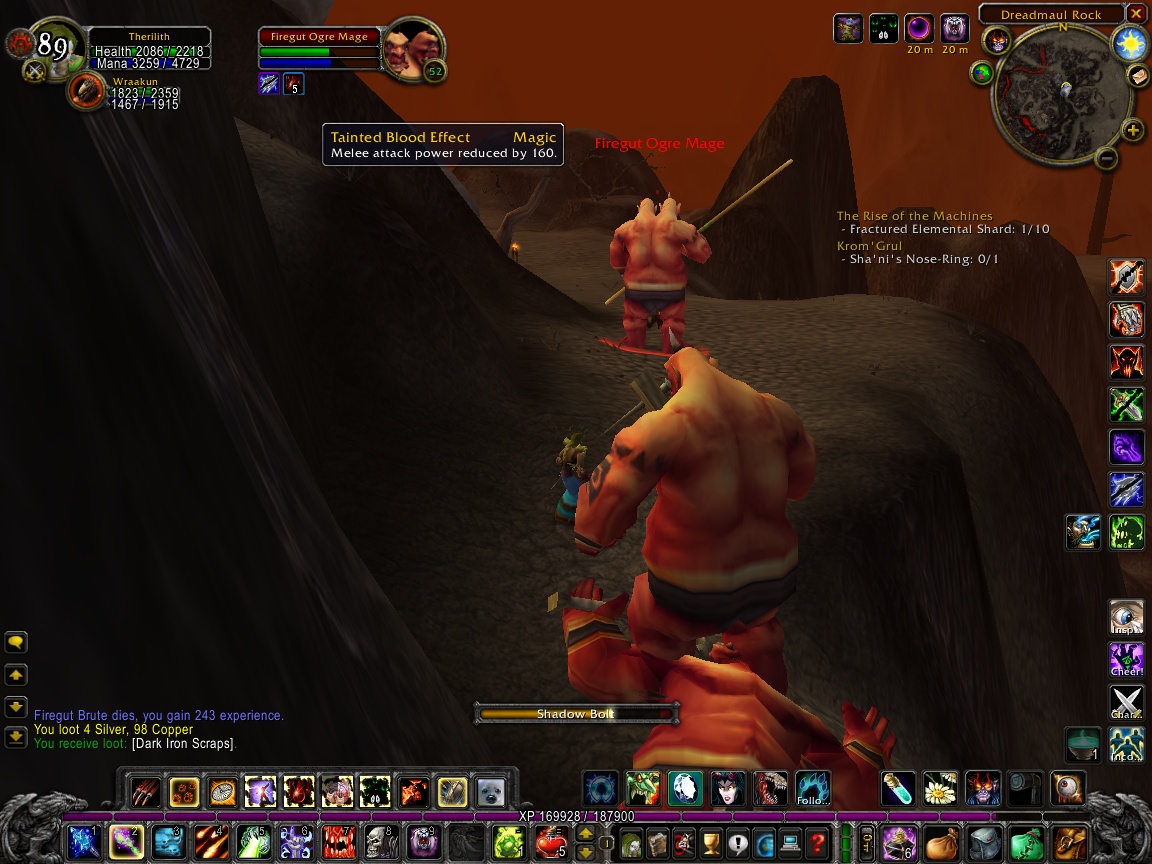 Dreadmaul Rock
Therilith
89
Health 2086 / 2218
Mana 3259 / 4729
Wraakun
1823 / 2359
1467 / 1915
Firegut Ogre Mage
52
5
20 m
20 m
N
Tainted Blood Effect Magic
Melee attack power reduced by 160.
Firegut Ogre Mage
The Rise of the Machines
- Fractured Elemental Shard: 1/10
Krom'Grul
- Sha'ni's Nose-Ring: 0/1
Insp
Cheer!
Char
1
Firegut Brute dies, you gain 243 experience.
You loot 4 Silver, 98 Copper
You receive loot: [Dark Iron Scraps].
Shadow Bolt
Follo...
XP 169928 / 187900
1
2
3
4
5
6
7
8
9
5
1
6